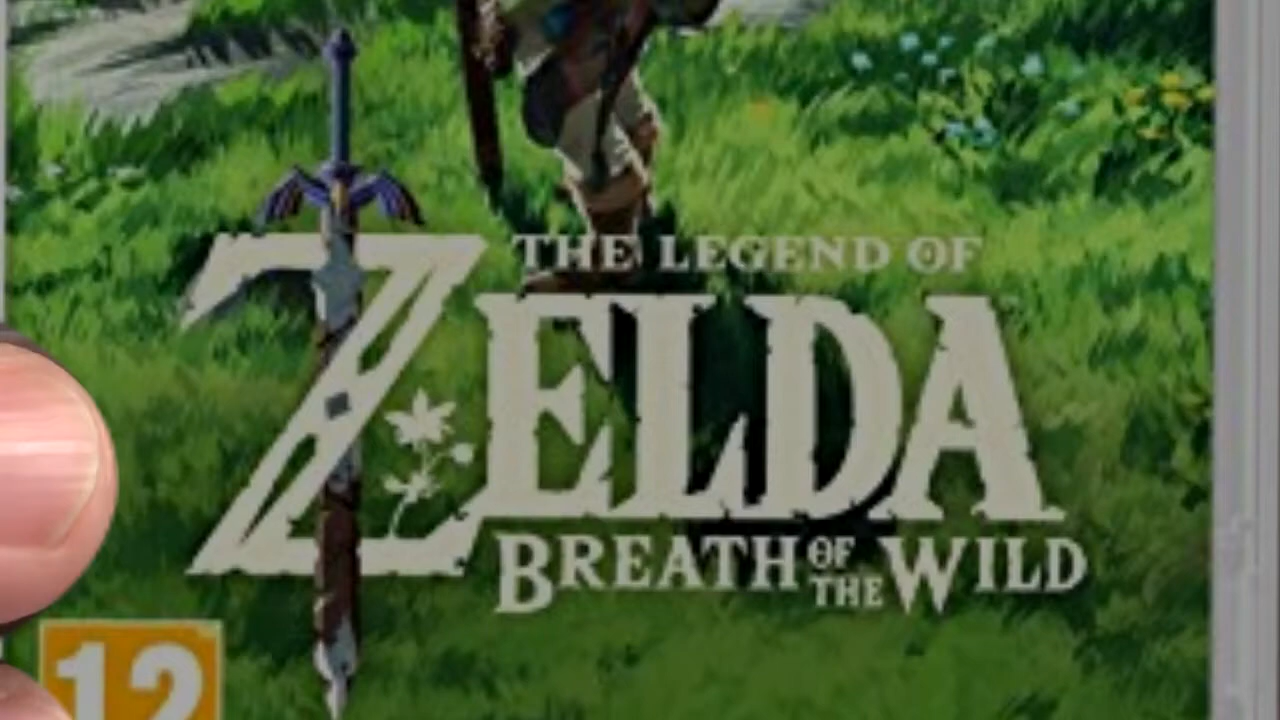 THE LEGEND OF
ZELDA
BREATH OF THE WILD
12